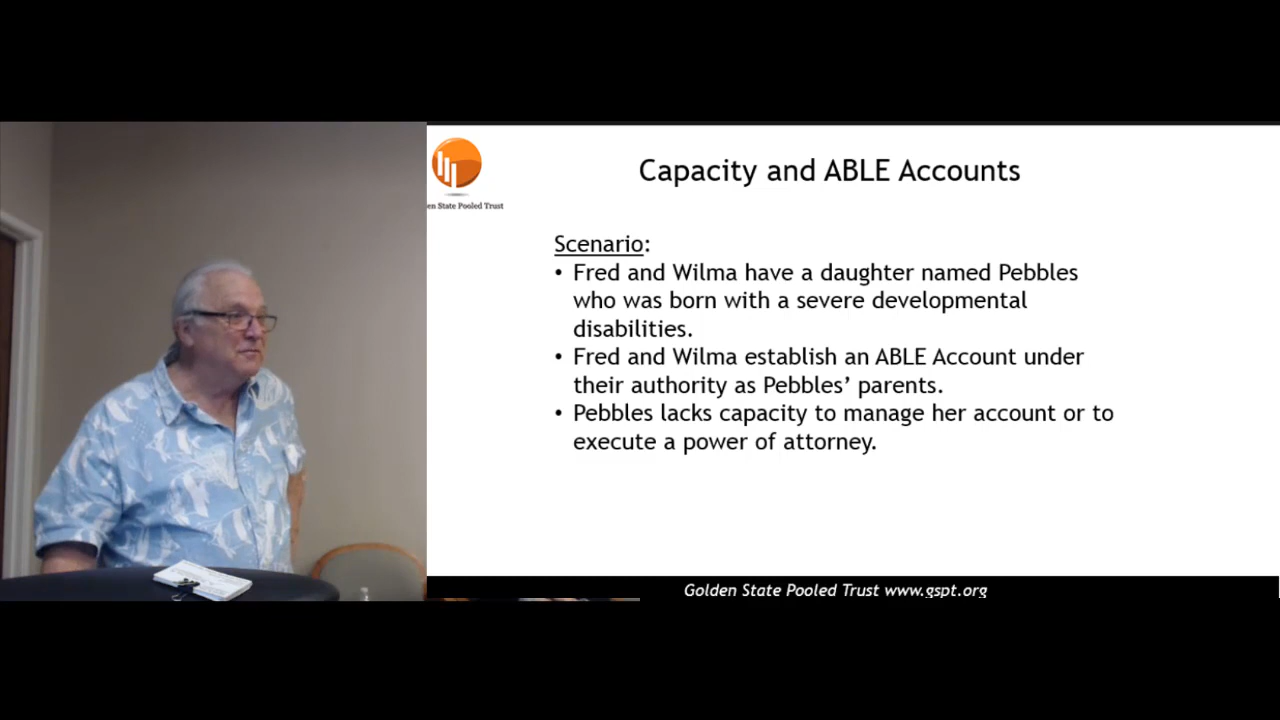 Capacity and ABLE Accounts
en State Pooled Trust
Scenario:
• Fred and Wilma have a daughter named Pebbles
who was born with a severe developmental
disabilities.
• Fred and Wilma establish an ABLE Account under
their authority as Pebbles’ parents.
• Pebbles lacks capacity to manage her account or to
execute a power of attorney.
Golden State Pooled Trust www.gspt.org